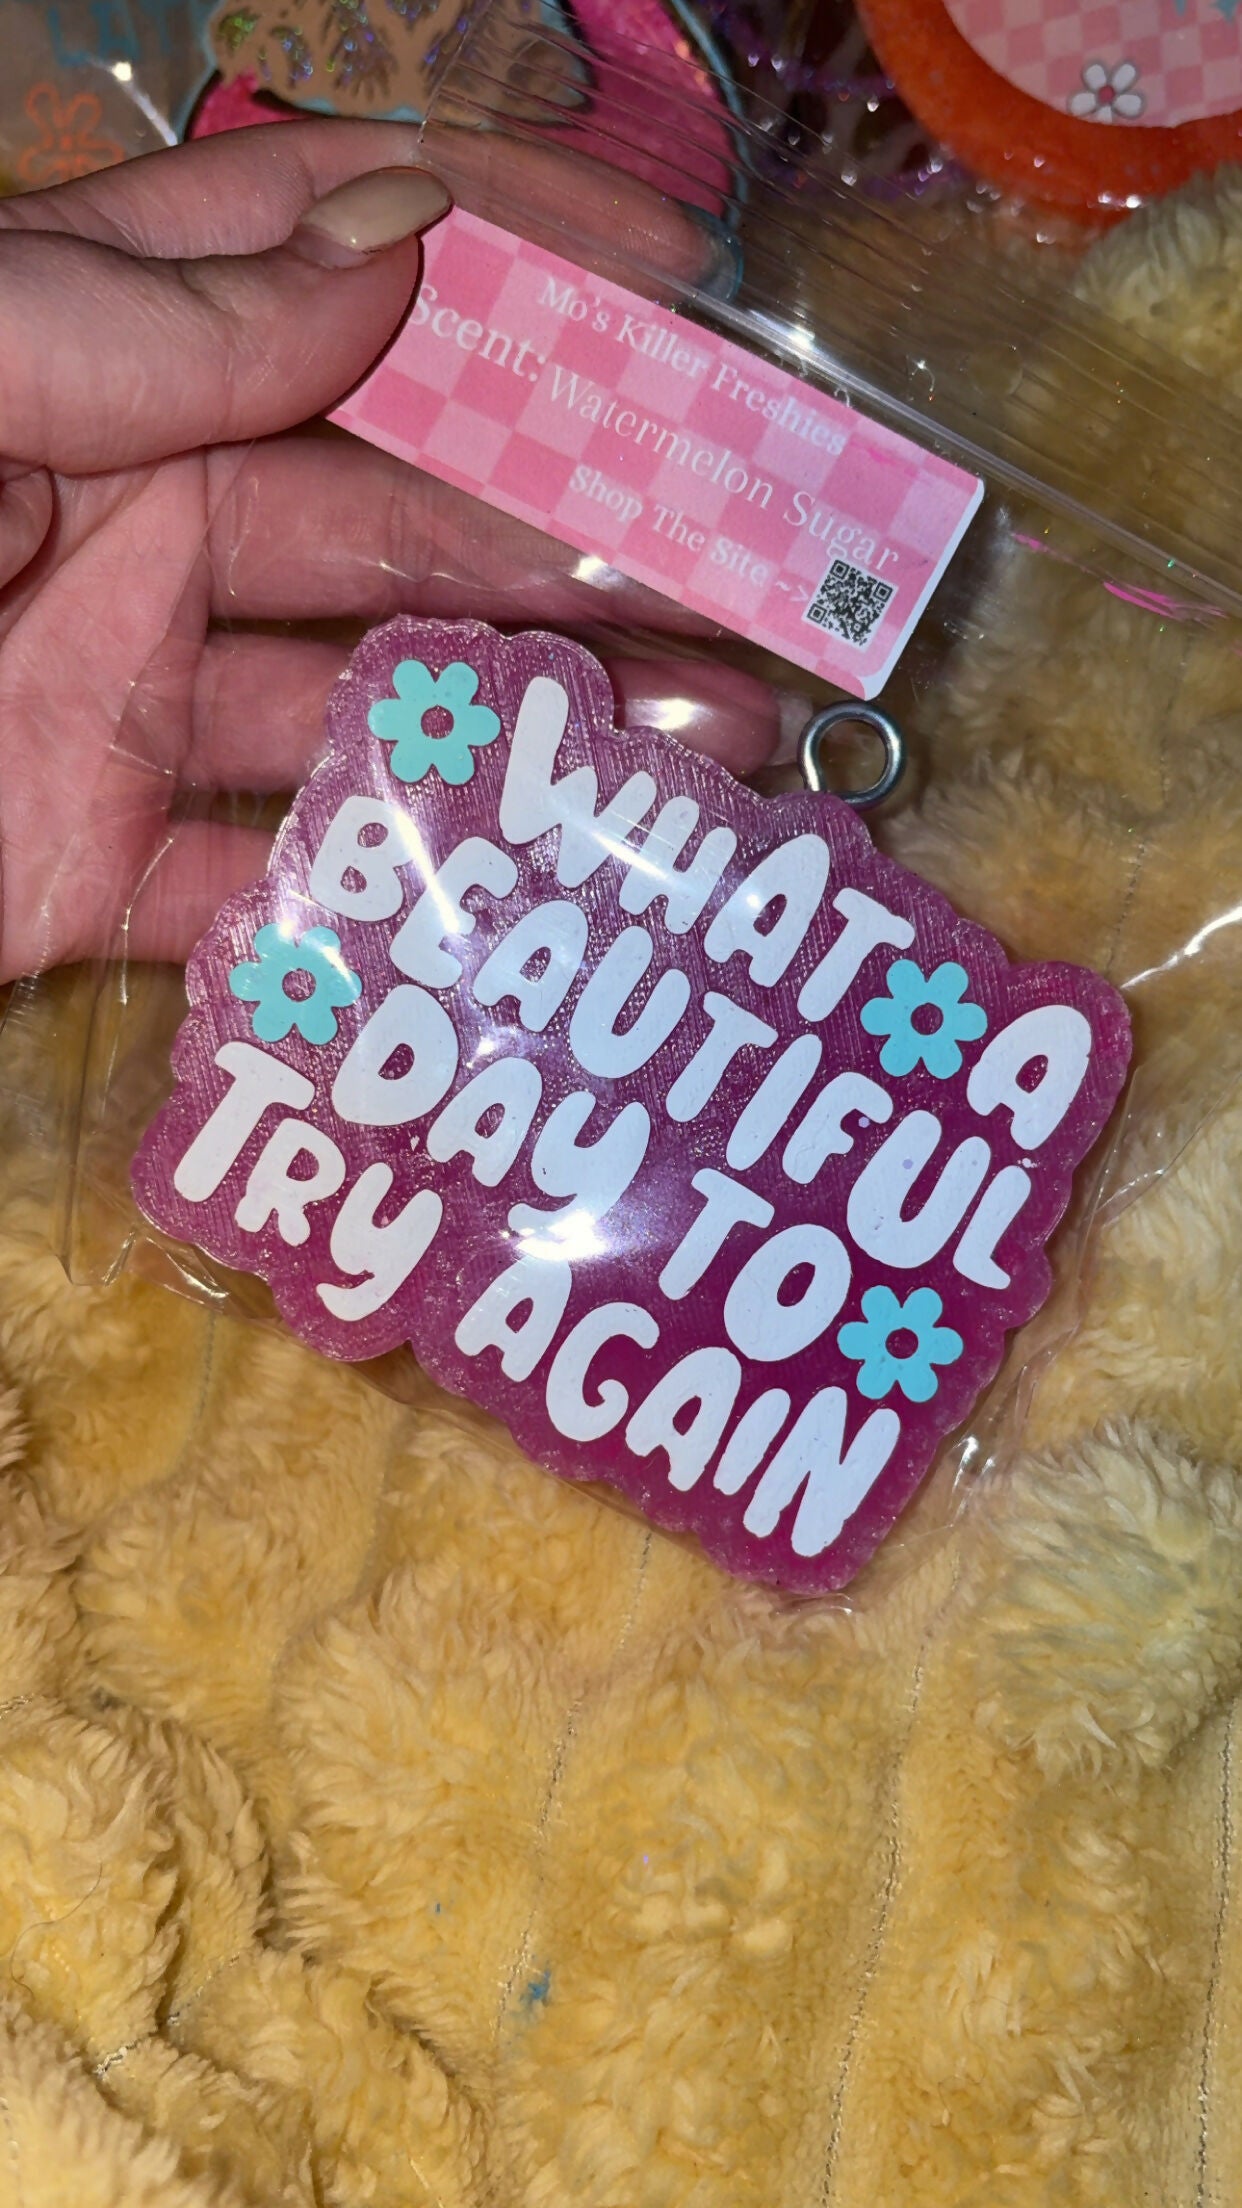 Mo's Killer Freshies
Scent: Watermelon Sugar
Shop The Site ~>
WHAT A
BEAUTIFUL
DAY TO
TRY AGAIN